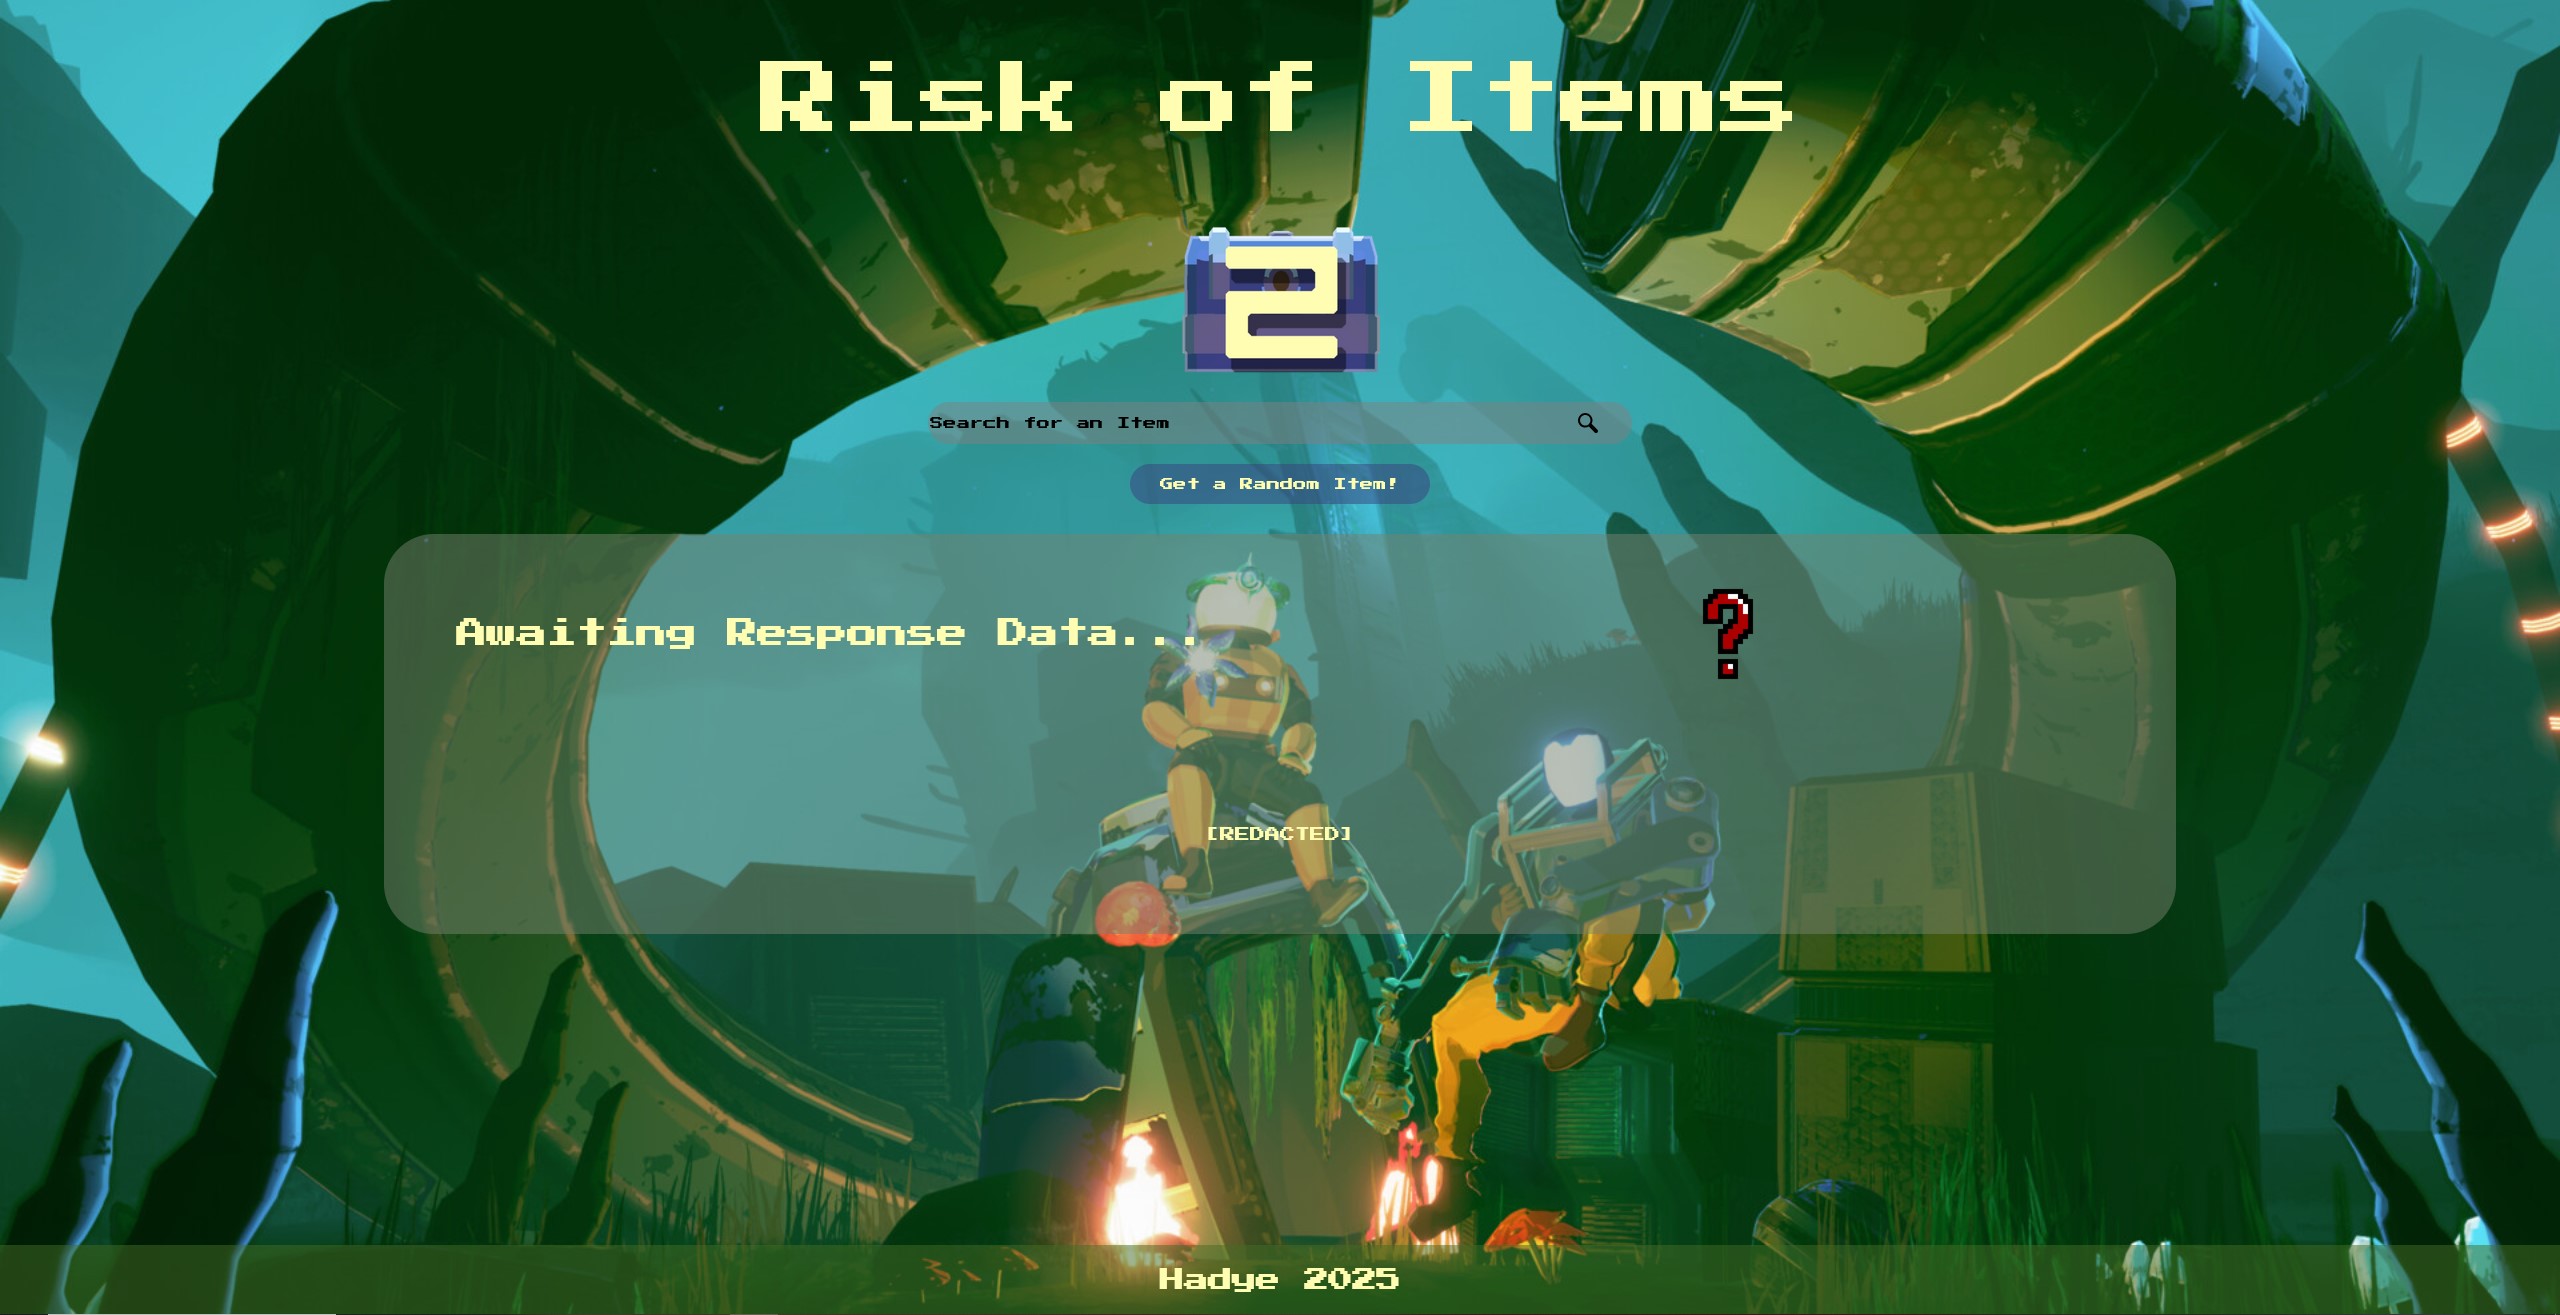 Risk of Items
2
Search for an Item
Get a Random Item!
Awaiting Response Data...
?
[REDACTED]
Hadye 2025